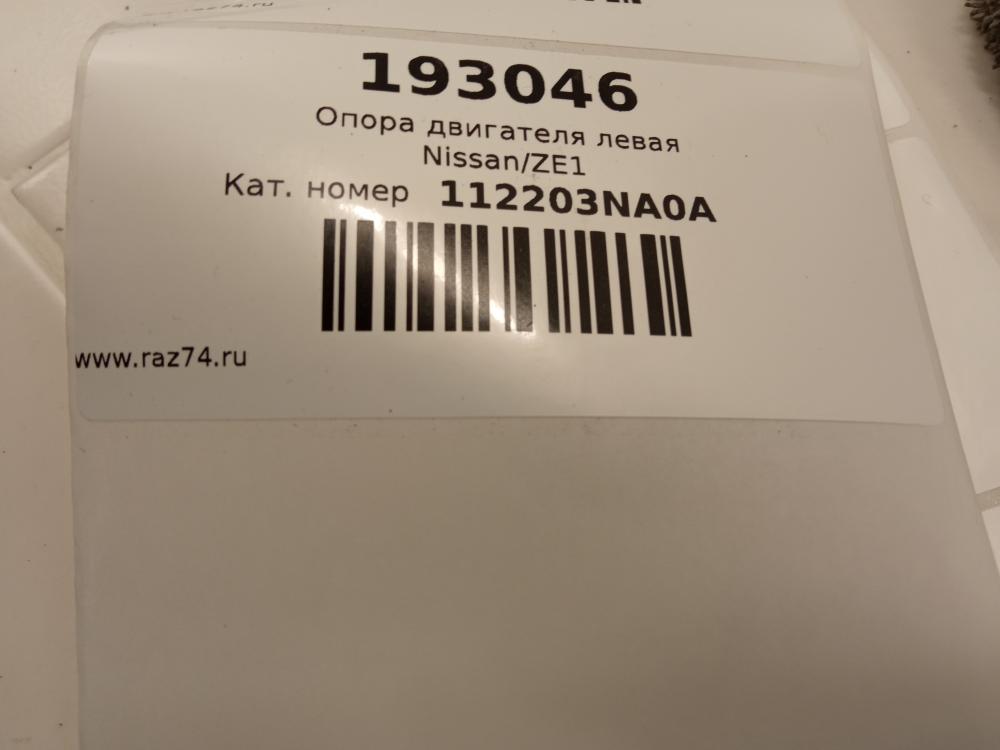 193046
Опора двигателя левая
Nissan/ZE1
Кат. номер 112203NA0A
www.raz74.ru